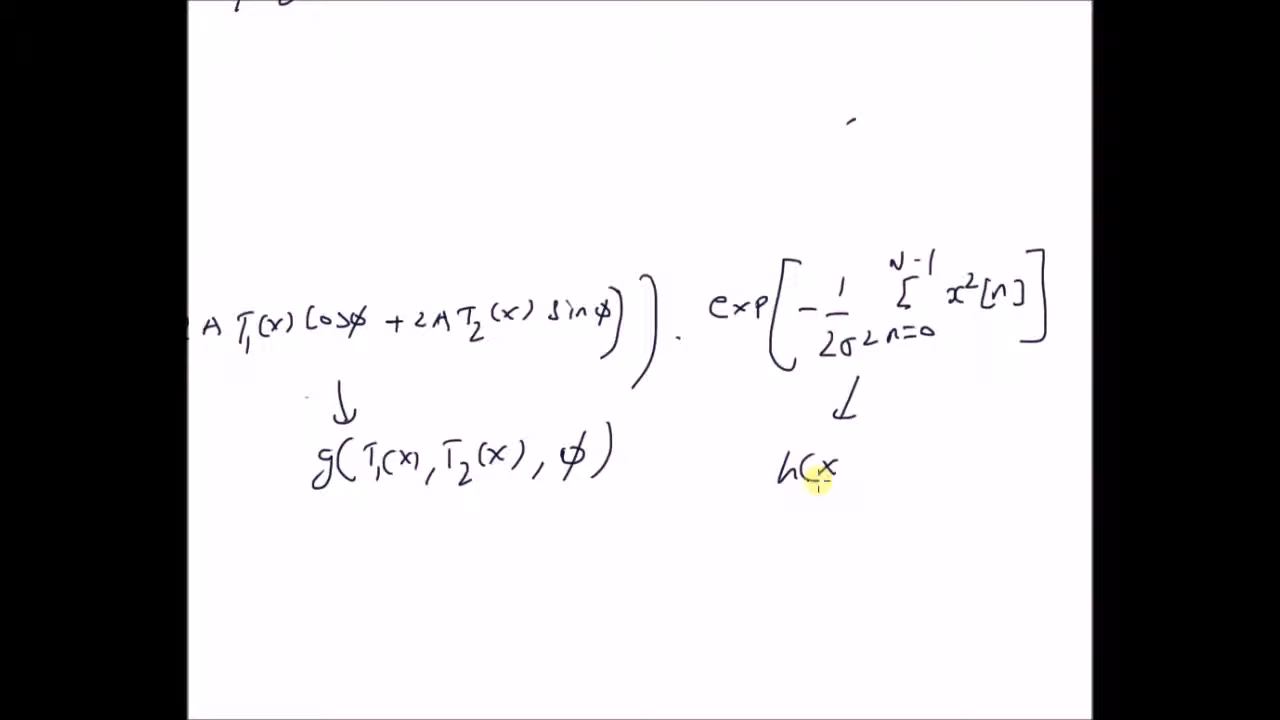 A T₁(x) Cosϕ + 2A T₂(x) sinϕ)) . exp[ - 1/2σ² Σ_{n=0}^{N-1} x²[n] ]
↓ ↓
g(T₁(x), T₂(x), ϕ) h(x